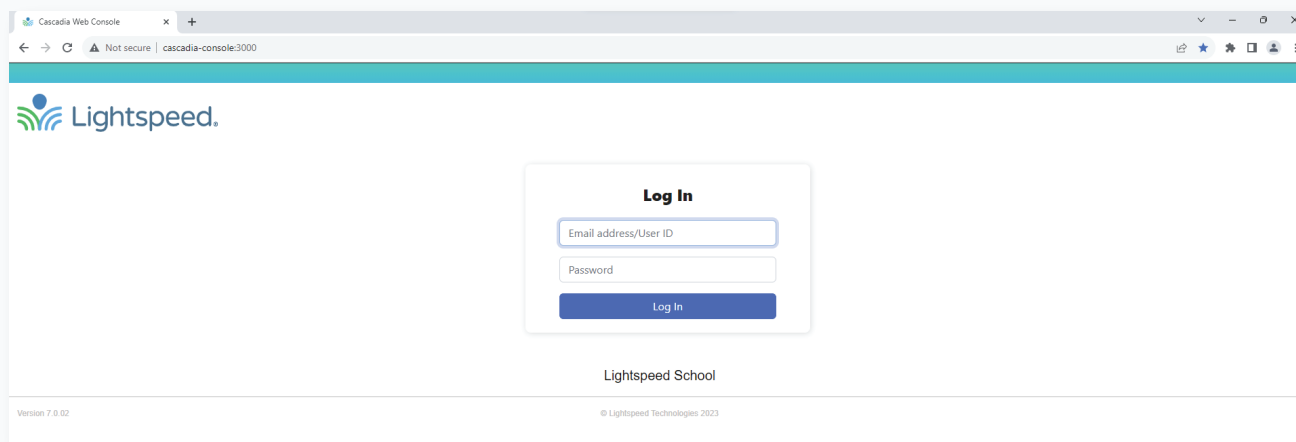 Cascadia Web Console
Not secure | cascadia-console:3000
Lightspeed.
Log In
Email address/User ID
Password
Log In
Lightspeed School
Version 7.0.02
© Lightspeed Technologies 2023